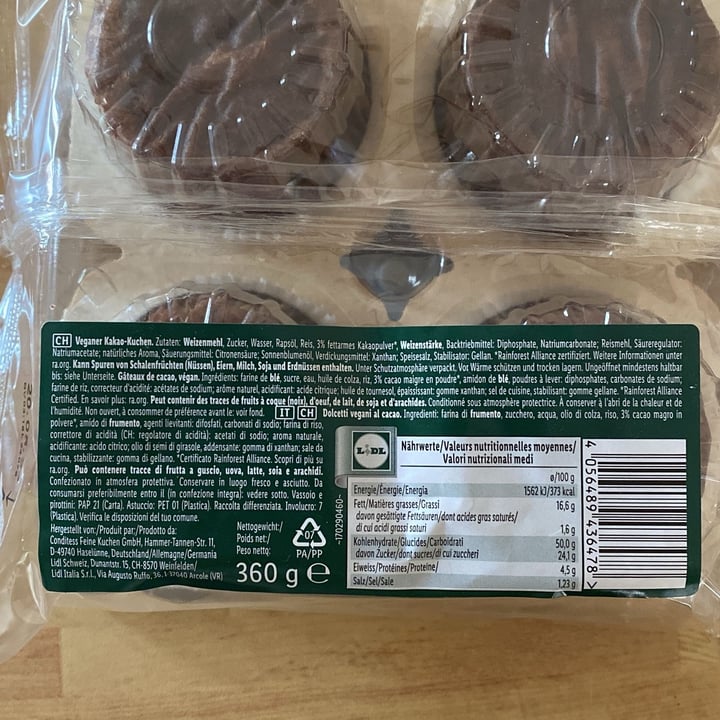 CH Veganer Kakao-Kuchen. Zutaten: Weizenmehl, Zucker, Wasser, Rapsöl, Reis, 3% fettarmes Kakaopulver*, Weizenstärke, Backtriebmittel: Diphosphate, Natriumcarbonate; Reismehl, Säureregulator:
Natriumacetate; natürliches Aroma, Säuerungsmittel: Citronensäure; Sonnenblumenöl, Verdickungsmittel: Xanthan; Speisesalz, Stabilisator: Gellan. *Rainforest Alliance zertifiziert. Weitere Informationen unter
ra.org. Kann Spuren von Schalenfrüchten (Nüssen), Eiern, Milch, Soja und Erdnüssen enthalten. Unter Schutzatmosphäre verpackt. Vor Wärme schützen und trocken lagern. Ungeöffnet mindestens haltbar
bis: siehe Unterseite. Gâteaux de cacao, végan. Ingrédients: farine de blé, sucre, eau, huile de colza, riz, 3% cacao maigre en poudre*, amidon de blé, poudres à lever: diphosphates, carbonates de sodium;
farine de riz, correcteur d'acidité: acétates de sodium; arôme naturel, acidifiant: acide citrique; huile de tournesol, épaississant: gomme xanthan; sel de cuisine, stabilisant: gomme gellane. *Rainforest Alliance
Certified. En savoir plus: ra.org. Peut contenir des traces de fruits à coque (noix), d'oeuf, de lait, de soja et d'arachides. Conditionné sous atmosphère protectrice. À conserver à l'abri de la chaleur et de
l'humidité. Non ouvert, à consommer de préférence avant le: voir fond. IT CH Dolcetti vegani al cacao. Ingredienti: farina di frumento, zucchero, acqua, olio di colza, riso, 3% cacao magro in
polvere*, amido di frumento, agenti lievitanti: difosfati, carbonati di sodio; farina di riso,
correttore di acidità (CH: regolatore di acidità): acetati di sodio; aroma naturale,
acidificante: acido citrico; olio di semi di girasole, addensante: gomma di xanthan; sale da
cucina, stabilizzante: gomma di gellano. *Certificato Rainforest Alliance. Scopri di più su
ra.org. Può contenere tracce di frutta a guscio, uova, latte, soia e arachidi.
Confezionato in atmosfera protettiva. Conservare in luogo fresco e asciutto. Da
consumarsi preferibilmente entro il (in confezione integra): vedere sotto. Vassoio e
pirottini: PAP 21 (Carta). Astuccio: PET 01 (Plastica). Raccolta differenziata. Involucro: 7
(Plastica). Verifica le disposizioni del tuo comune.
Hergestellt von:/Produit par:/Prodotto da:
Conditess Feine Kuchen GmbH, Hammer-Tannen-Str. 11,
D-49740 Haselünne, Deutschland/Allemagne/Germania
Lidl Schweiz, Dunantstr. 15, CH-8570 Weinfelden/
Lidl Italia S.r.l., Via Augusto Ruffo, 36, I-37040 Arcole (VR)
Nettogewicht:/
Poids net:/
Peso netto:
360 g e
07
PA/PP
-170290460-
LIDL
Nährwerte/Valeurs nutritionnelles moyennes/
Valori nutrizionali medi
ø/100 g
Energie/Énergie/Energia 1562 kJ/373 kcal
Fett/Matières grasses/Grassi 16,6 g
davon gesättigte Fettsäuren/dont acides gras saturés/
di cui acidi grassi saturi 1,6 g
Kohlenhydrate/Glucides/Carboidrati 50,0 g
davon Zucker/dont sucres/di cui zuccheri 24,1 g
Eiweiss/Protéines/Proteine/ 4,5 g
Salz/Sel/Sale 1,23 g
4 056489 436478 >